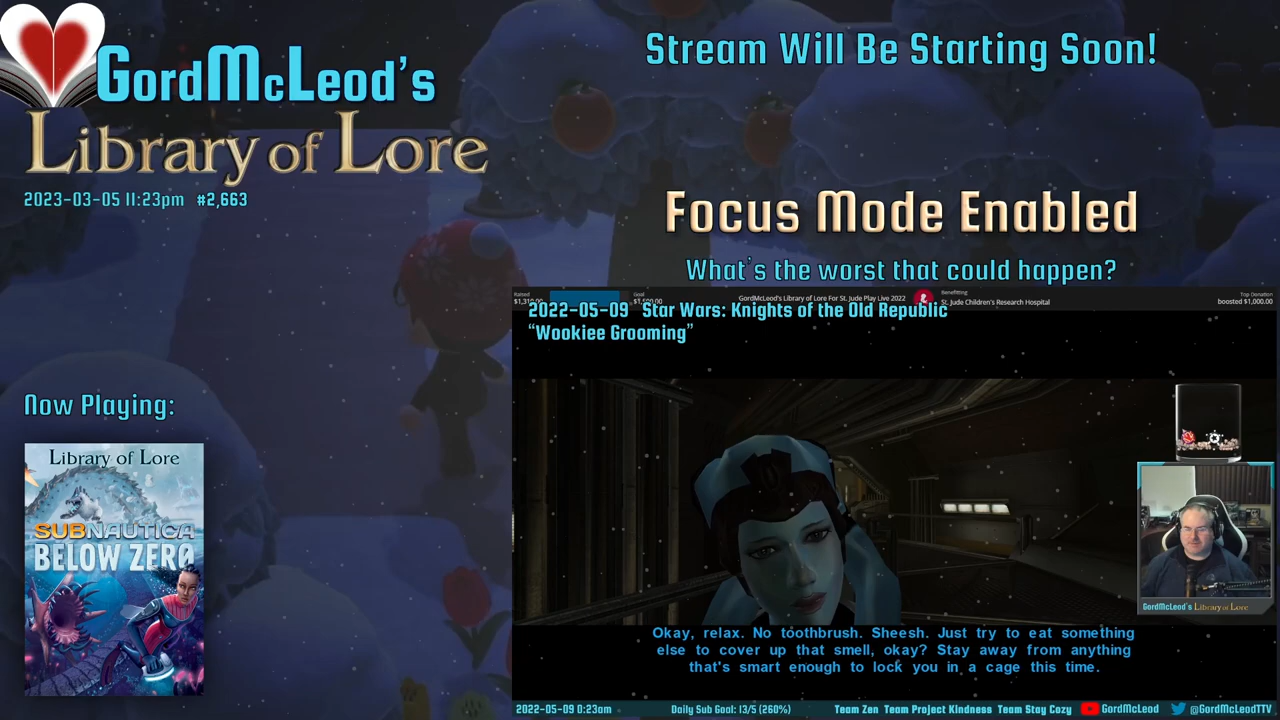 GordMcLeod's
Library of Lore
2023-03-05 11:23pm #2,663
Stream Will Be Starting Soon!
Focus Mode Enabled
What's the worst that could happen?
Now Playing:
Library of Lore
SUBNAUTICA
BELOW ZERO
Raised
Goal
GordMcLeod's Library of Lore For St. Jude Play Live 2022
Benefitting
St. Jude Children's Research Hospital
Top Donation
boosted $1,000.00
2022-05-09 Star Wars: Knights of the Old Republic
“Wookiee Grooming”
GordMcLeod's Library of Lore
Okay, relax. No toothbrush. Sheesh. Just try to eat something
else to cover up that smell, okay? Stay away from anything
that's smart enough to lock you in a cage this time.
2022-05-09 0:23am
Daily Sub Goal: 13/5 (260%)
Team Zen Team Project Kindness Team Stay Cozy
GordMcLeod
@GordMcLeodTTV